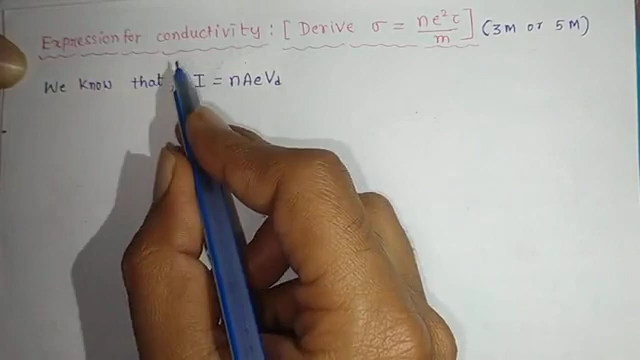 Expression for conductivity : [ Derive σ = ne²τ/m ] (3M or 5M)
We know that I = nAeVd